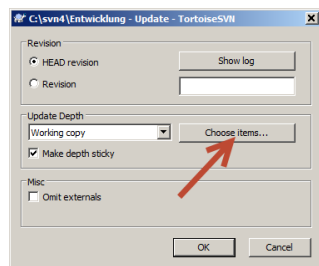 C:\svn4\Entwicklung - Update - TortoiseSVN
Revision
HEAD revision
Show log
Revision
Update Depth
Working copy
Choose items...
Make depth sticky
Misc
Omit externals
OK
Cancel